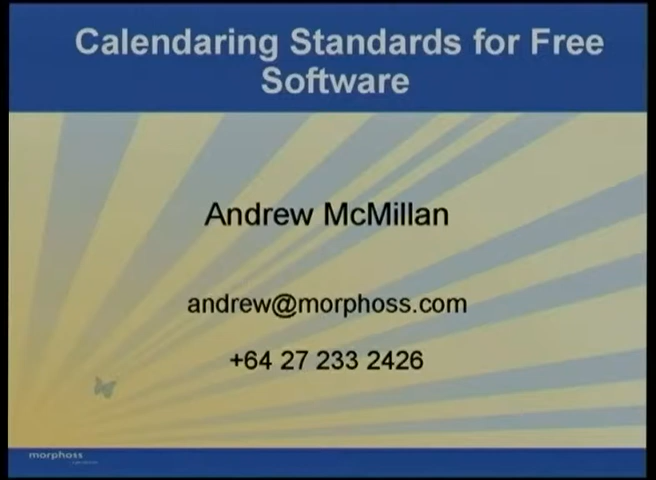 Calendaring Standards for Free
Software
Andrew McMillan
andrew@morphoss.com
+64 27 233 2426
morphoss